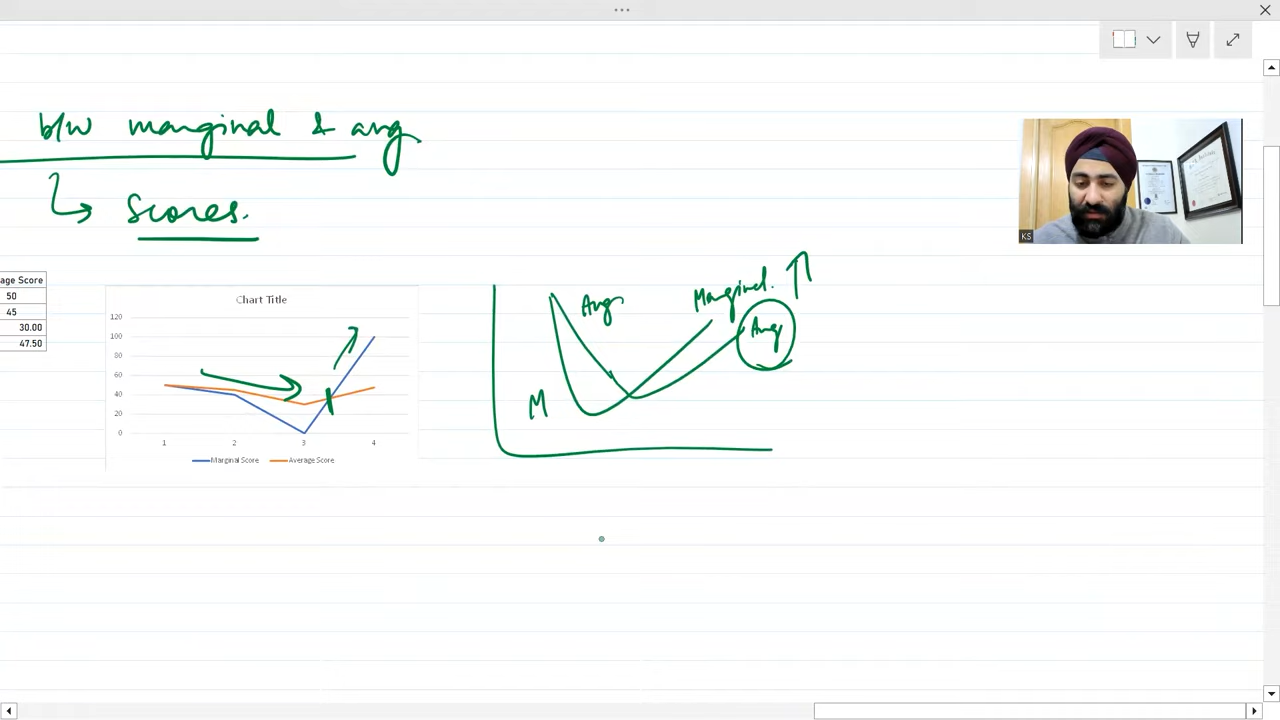 b/w marginal & avg
↳ Scores.
age Score
50
45
30.00
47.50
Chart Title
120
100
80
60
40
20
0
1 2 3 4
Marginal Score Average Score
Avg
Marginal. ↑
Avg
M
KS